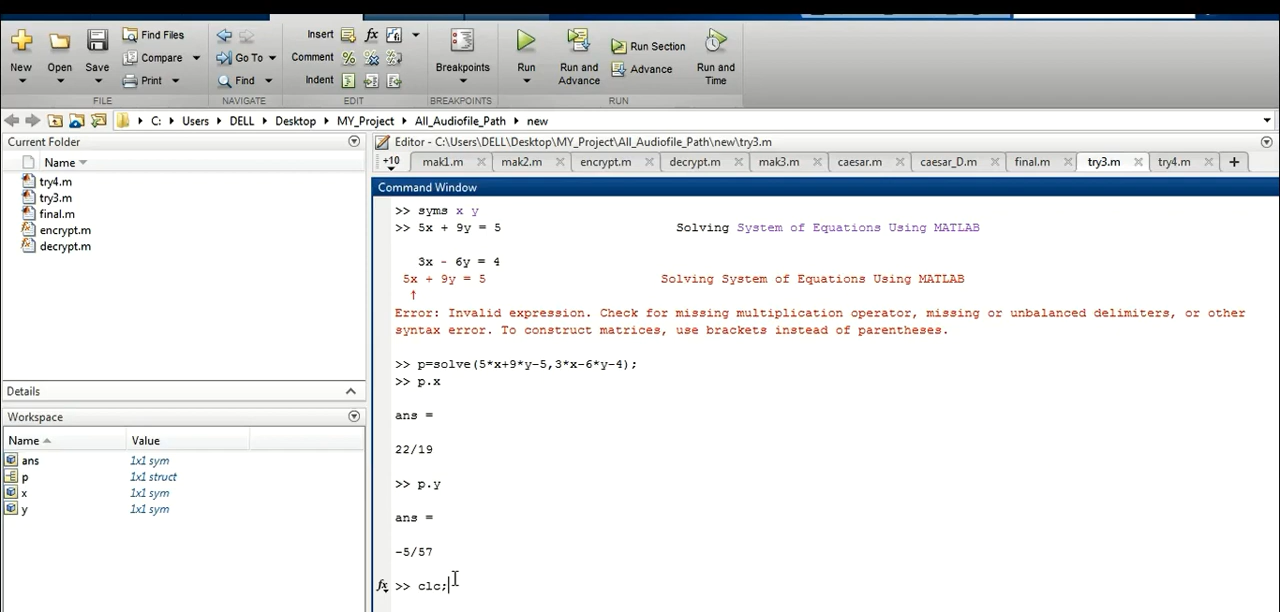 Insert fx
Find Files
Compare
Go To
Comment
Print
Find
Indent
New
Open
Save
Breakpoints
Run
Run and Advance
Run Section
Advance
Run and Time
FILE
NAVIGATE
EDIT
BREAKPOINTS
RUN
C: Users DELL Desktop MY_Project All_Audiofile_Path new
Current Folder
Name
try4.m
try3.m
final.m
encrypt.m
decrypt.m
Details
Workspace
Name Value
ans 1x1 sym
p 1x1 struct
x 1x1 sym
y 1x1 sym
Editor - C:\Users\DELL\Desktop\MY_Project\All_Audiofile_Path\new\try3.m
+10 mak1.m mak2.m encrypt.m decrypt.m mak3.m caesar.m caesar_D.m final.m try3.m try4.m
Command Window
>> syms x y
>> 5x + 9y = 5 Solving System of Equations Using MATLAB
3x - 6y = 4
5x + 9y = 5 Solving System of Equations Using MATLAB
↑
Error: Invalid expression. Check for missing multiplication operator, missing or unbalanced delimiters, or other
syntax error. To construct matrices, use brackets instead of parentheses.
>> p=solve(5*x+9*y-5,3*x-6*y-4);
>> p.x
ans =
22/19
>> p.y
ans =
-5/57
fx >> clc;